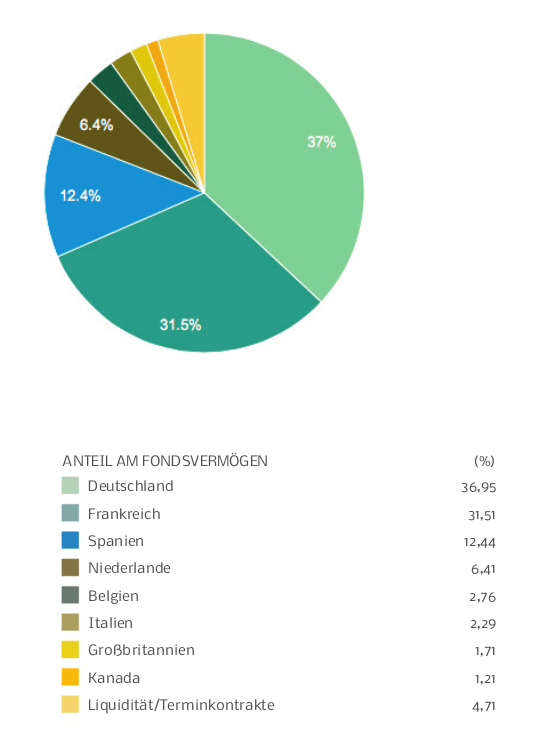 37%
6.4%
12.4%
31.5%
ANTEIL AM FONDSVERMÖGEN (%)
Deutschland 36,95
Frankreich 31,51
Spanien 12,44
Niederlande 6,41
Belgien 2,76
Italien 2,29
Großbritannien 1,71
Kanada 1,21
Liquidität/Terminkontrakte 4,71